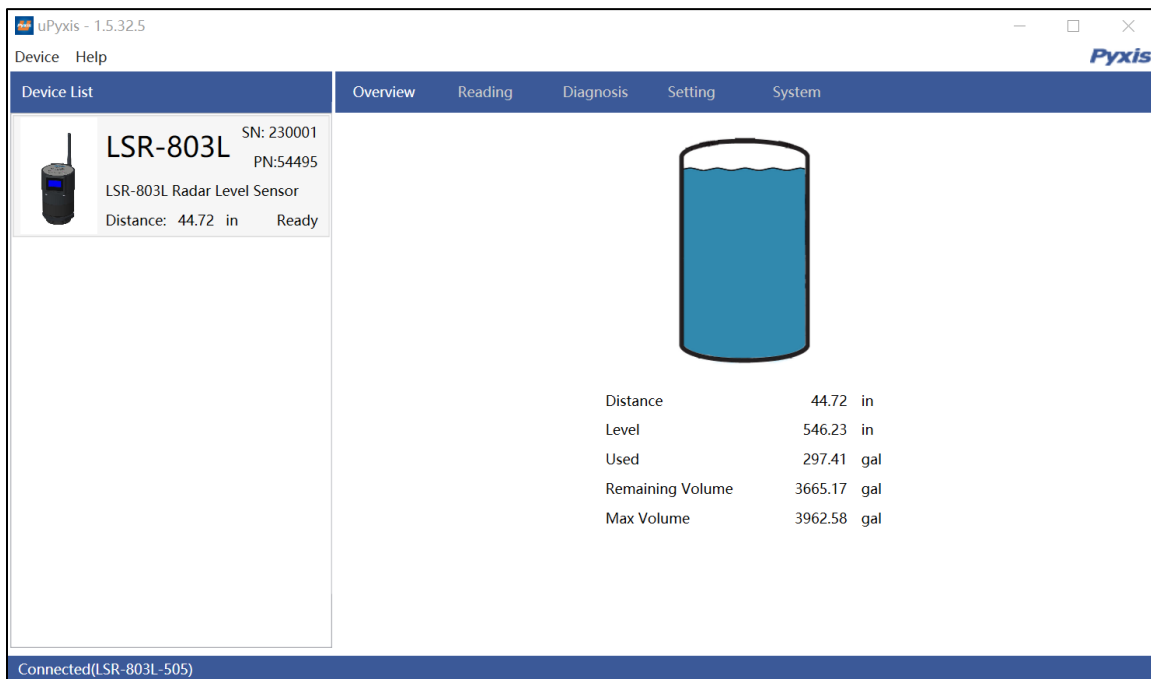 uPyxis - 1.5.32.5
Device Help
Pyxis
Device List
Overview Reading Diagnosis Setting System
LSR-803L
SN: 230001
PN:54495
LSR-803L Radar Level Sensor
Distance: 44.72 in Ready
Distance 44.72 in
Level 546.23 in
Used 297.41 gal
Remaining Volume 3665.17 gal
Max Volume 3962.58 gal
Connected(LSR-803L-505)